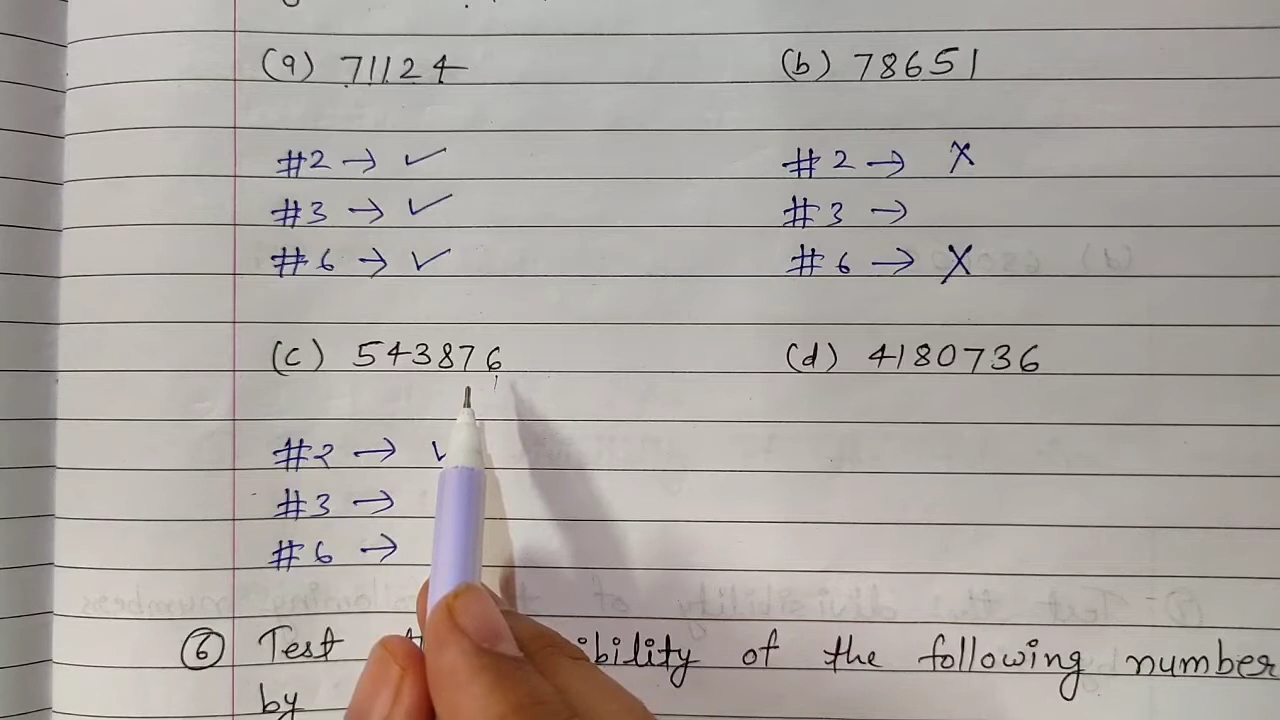 (a) 71124 (b) 78651
#2 → ✓ #2 → X
#3 → ✓ #3 →
#6 → ✓ #6 → X
(c) 543876 (d) 4180736
#2 → ✓
#3 →
#6 →
⑥ Test of the following number
by